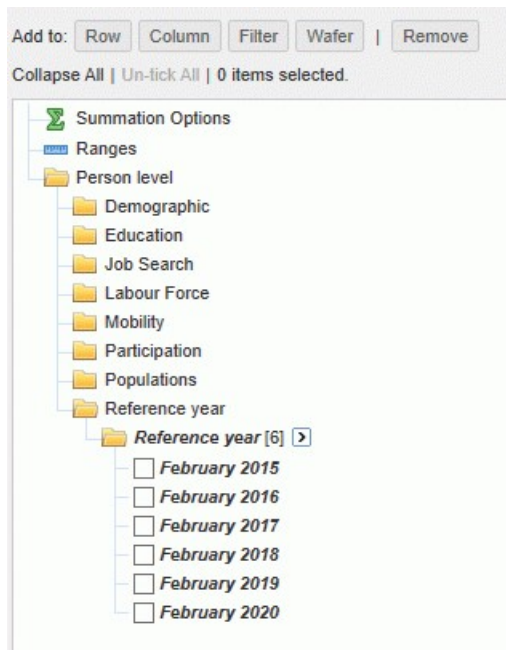 Add to: Row Column Filter Wafer | Remove
Collapse All | Un-tick All | 0 items selected.
Summation Options
Ranges
Person level
Demographic
Education
Job Search
Labour Force
Mobility
Participation
Populations
Reference year
Reference year [6]
February 2015
February 2016
February 2017
February 2018
February 2019
February 2020